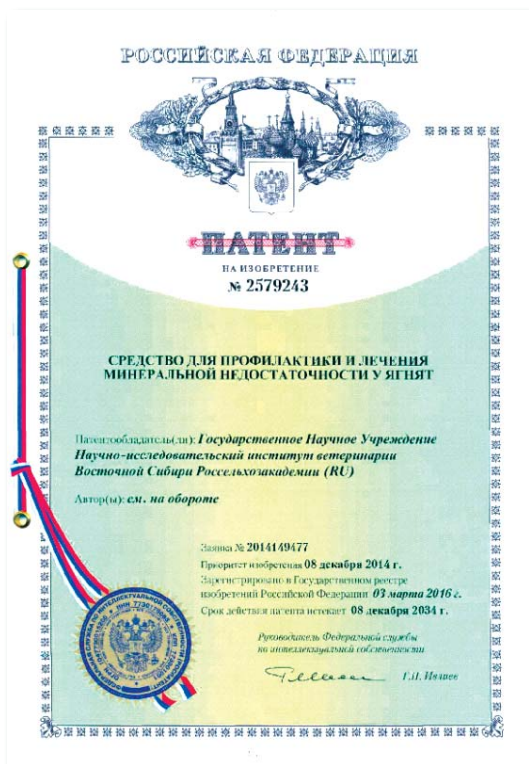 РОССИЙСКАЯ ФЕДЕРАЦИЯ
ПАТЕНТ
НА ИЗОБРЕТЕНИЕ
№ 2579243
СРЕДСТВО ДЛЯ ПРОФИЛАКТИКИ И ЛЕЧЕНИЯ
МИНЕРАЛЬНОЙ НЕДОСТАТОЧНОСТИ У ЯГНЯТ
Патентообладатель(ли): Государственное Научное Учреждение
Научно-исследовательский институт ветеринарии
Восточной Сибири Россельхозакадемии (RU)
Автор(ы): см. на обороте
Заявка № 2014149477
Приоритет изобретения 08 декабря 2014 г.
Зарегистрировано в Государственном реестре
изобретений Российской Федерации 03 марта 2016 г.
Срок действия патента истекает 08 декабря 2034 г.
Руководитель Федеральной службы
по интеллектуальной собственности
Г.П. Ивлиев